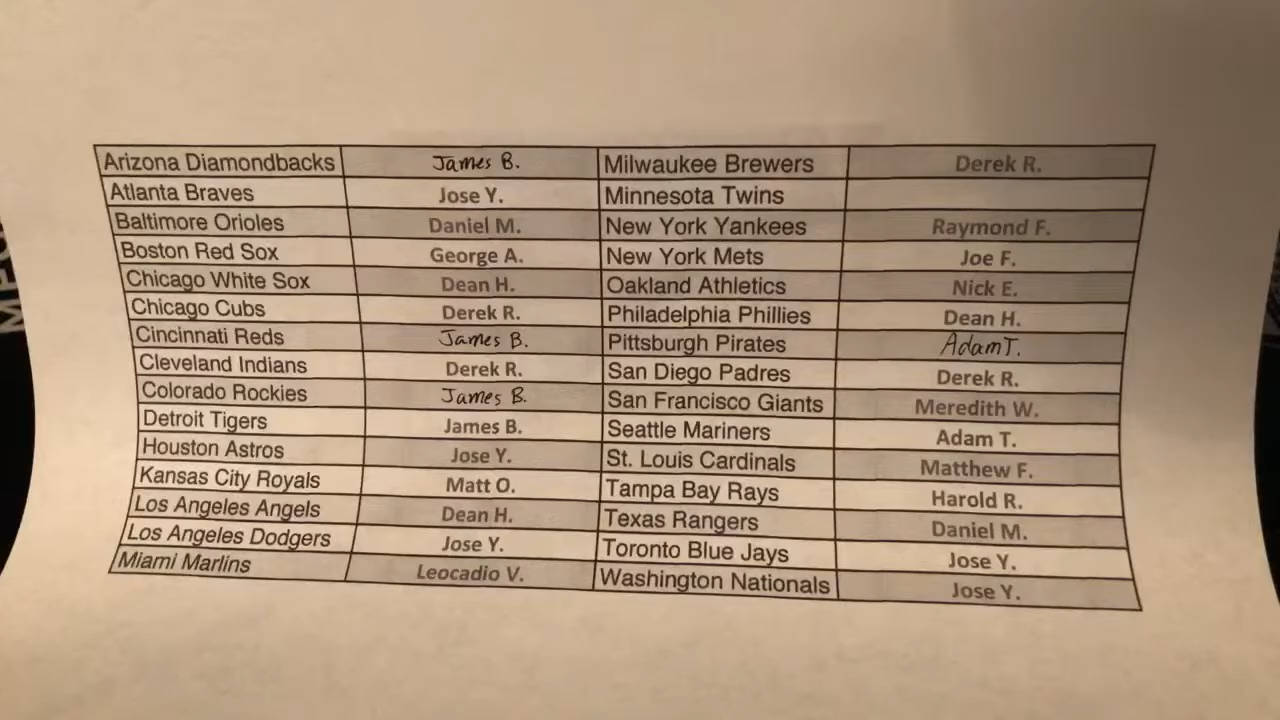 Arizona Diamondbacks James B. Milwaukee Brewers Derek R.
Atlanta Braves Jose Y. Minnesota Twins
Baltimore Orioles Daniel M. New York Yankees Raymond F.
Boston Red Sox George A. New York Mets Joe F.
Chicago White Sox Dean H. Oakland Athletics Nick E.
Chicago Cubs Derek R. Philadelphia Phillies Dean H.
Cincinnati Reds James B. Pittsburgh Pirates Adam T.
Cleveland Indians Derek R. San Diego Padres Derek R.
Colorado Rockies James B. San Francisco Giants Meredith W.
Detroit Tigers James B. Seattle Mariners Adam T.
Houston Astros Jose Y. St. Louis Cardinals Matthew F.
Kansas City Royals Matt O. Tampa Bay Rays Harold R.
Los Angeles Angels Dean H. Texas Rangers Daniel M.
Los Angeles Dodgers Jose Y. Toronto Blue Jays Jose Y.
Miami Marlins Leocadio V. Washington Nationals Jose Y.